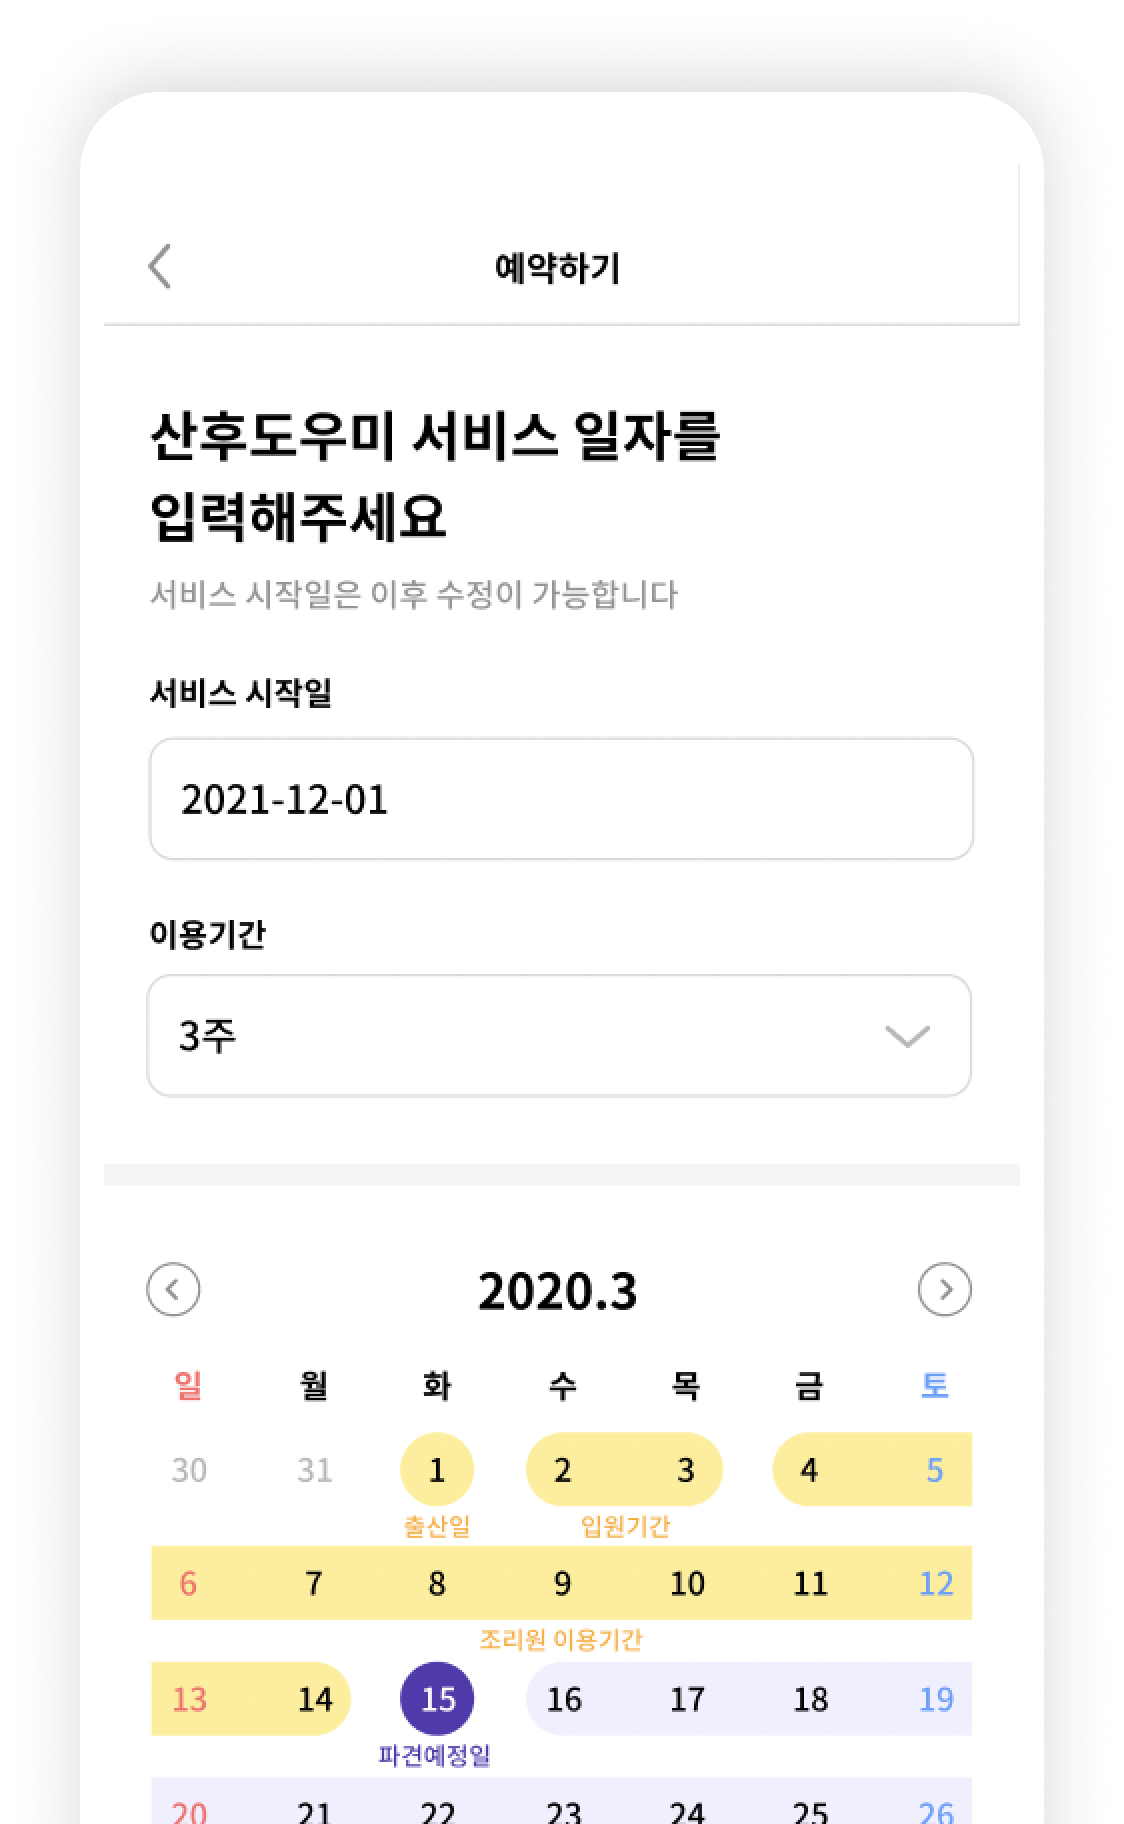 예약하기
산후도우미 서비스 일자를
입력해주세요
서비스 시작일은 이후 수정이 가능합니다
서비스 시작일
2021-12-01
이용기간
3주
2020.3
일 월 화 수 목 금 토
30 31 1 2 3 4 5
출산일 입원기간
6 7 8 9 10 11 12
조리원 이용기간
13 14 15 16 17 18 19
파견예정일
20 21 22 23 24 25 26